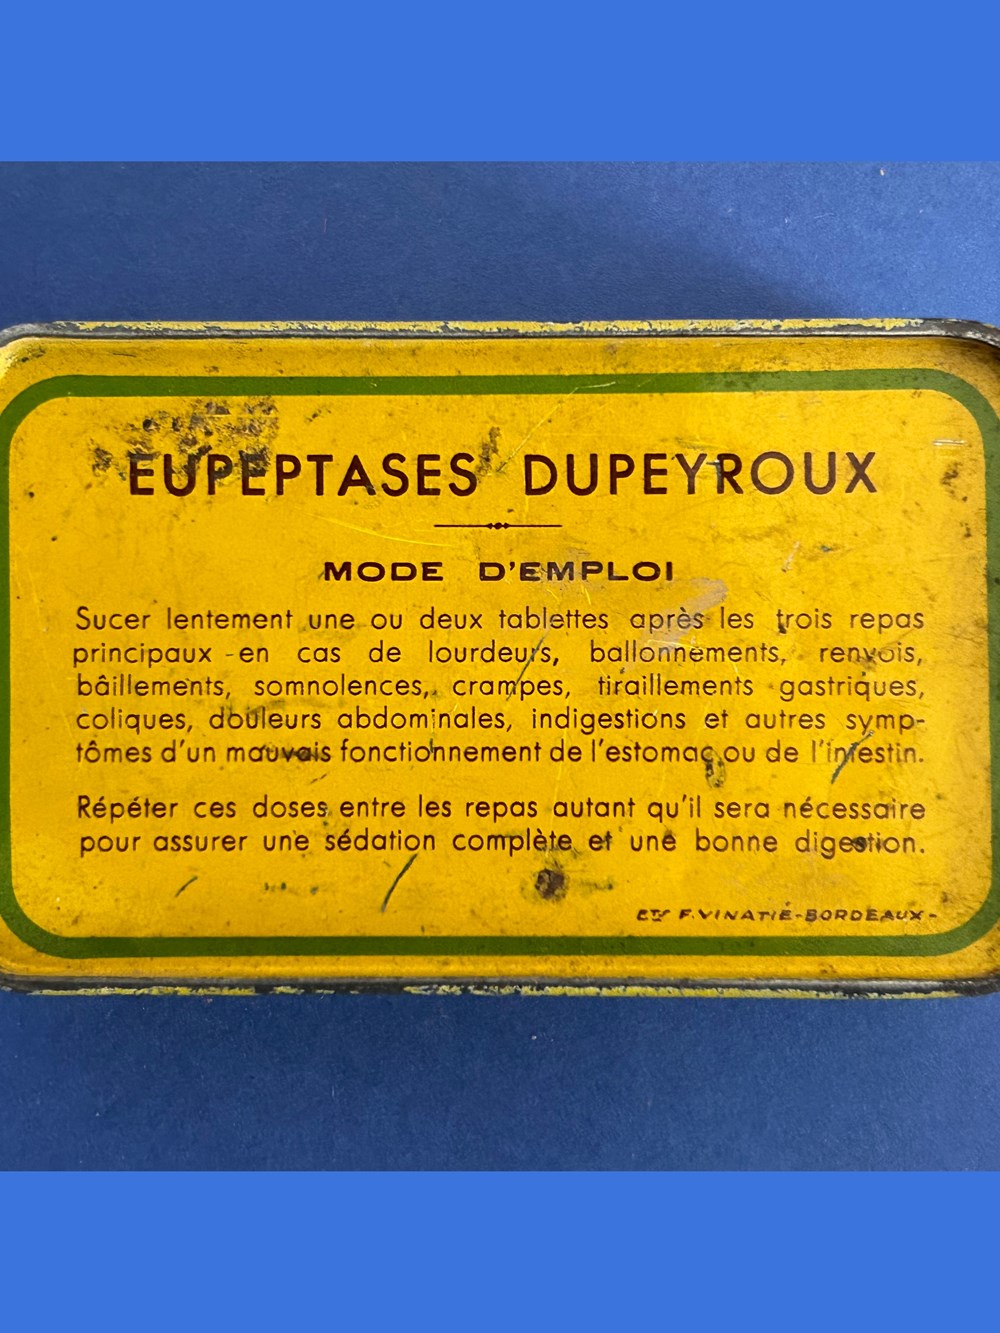 EUPEPTASES DUPEYROUX
MODE D'EMPLOI
Sucer lentement une ou deux tablettes après les trois repas
principaux en cas de lourdeurs, ballonnements, renvois,
bâillements, somnolences, crampes, tiraillements gastriques,
coliques, douleurs abdominales, indigestions et autres symp-
tômes d'un mauvais fonctionnement de l'estomac ou de l'intestin.
Répéter ces doses entre les repas autant qu'il sera nécessaire
pour assurer une sédation complète et une bonne digestion.
ETS F. VINATIÉ-BORDEAUX-